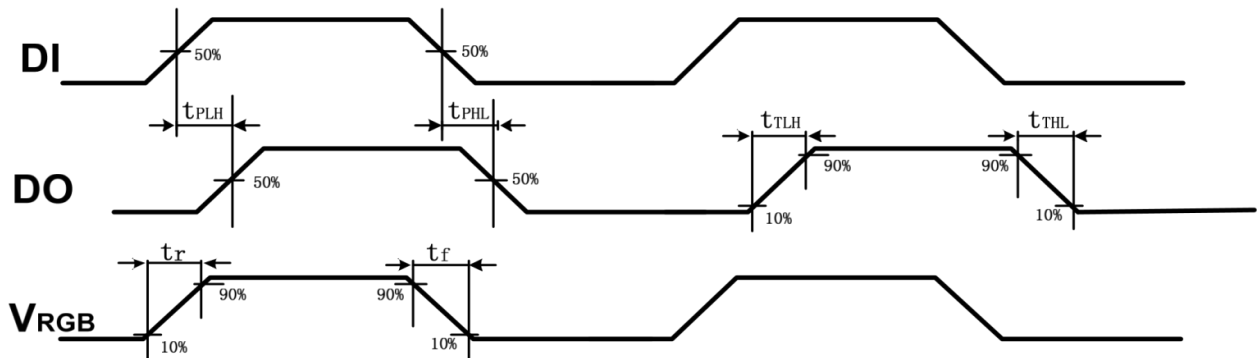 DI 50% 50%
tPLH tPHL tTLH tTHL
DO 50% 50% 90% 90%
10% 10%
tr tf
VRGB 90% 90%
10% 10%